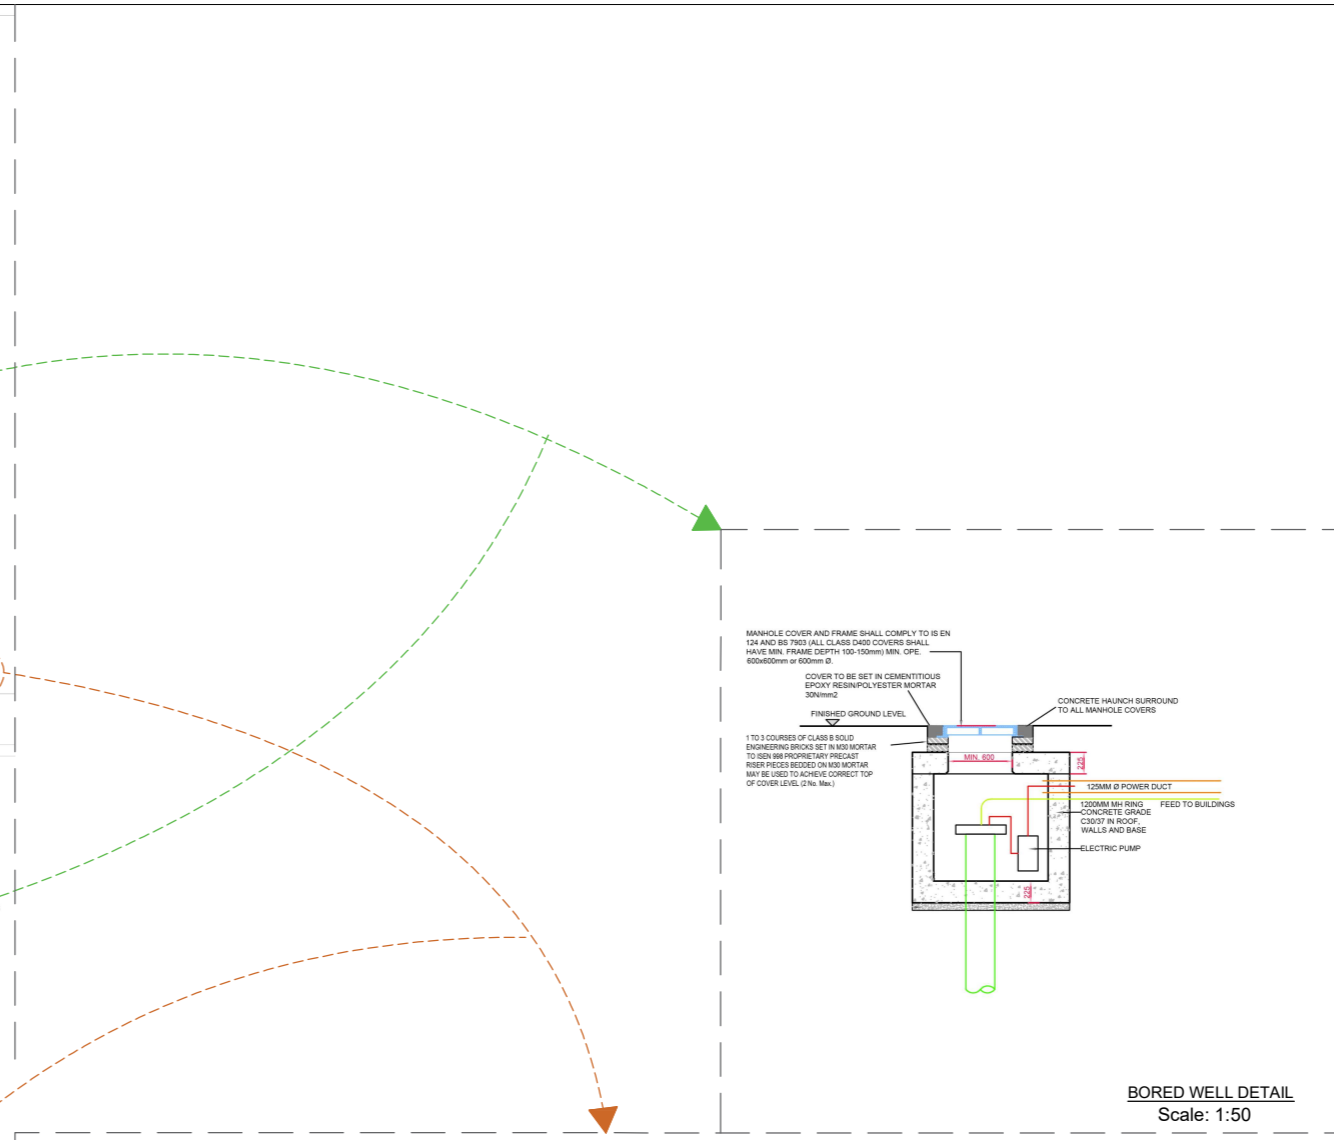 MANHOLE COVER AND FRAME SHALL COMPLY TO IS EN
124 AND BS 7903 (ALL CLASS D400 COVERS SHALL
HAVE MIN. FRAME DEPTH 100-150mm) MIN. OPE.
600x600mm or 600mm Ø.
COVER TO BE SET IN CEMENTITIOUS
EPOXY RESIN/POLYESTER MORTAR
30N/mm2
FINISHED GROUND LEVEL
CONCRETE HAUNCH SURROUND
TO ALL MANHOLE COVERS
1 TO 3 COURSES OF CLASS B SOLID
ENGINEERING BRICKS SET IN M30 MORTAR
TO ISEN 998 PROPRIETARY PRECAST
RISER PIECES BEDDED ON M30 MORTAR
MAY BE USED TO ACHIEVE CORRECT TOP
OF COVER LEVEL (2 No. Max.)
MIN. 600
225
125MM Ø POWER DUCT
FEED TO BUILDINGS
1200MM MH RING
CONCRETE GRADE
C30/37 IN ROOF,
WALLS AND BASE
ELECTRIC PUMP
225
BORED WELL DETAIL
Scale: 1:50